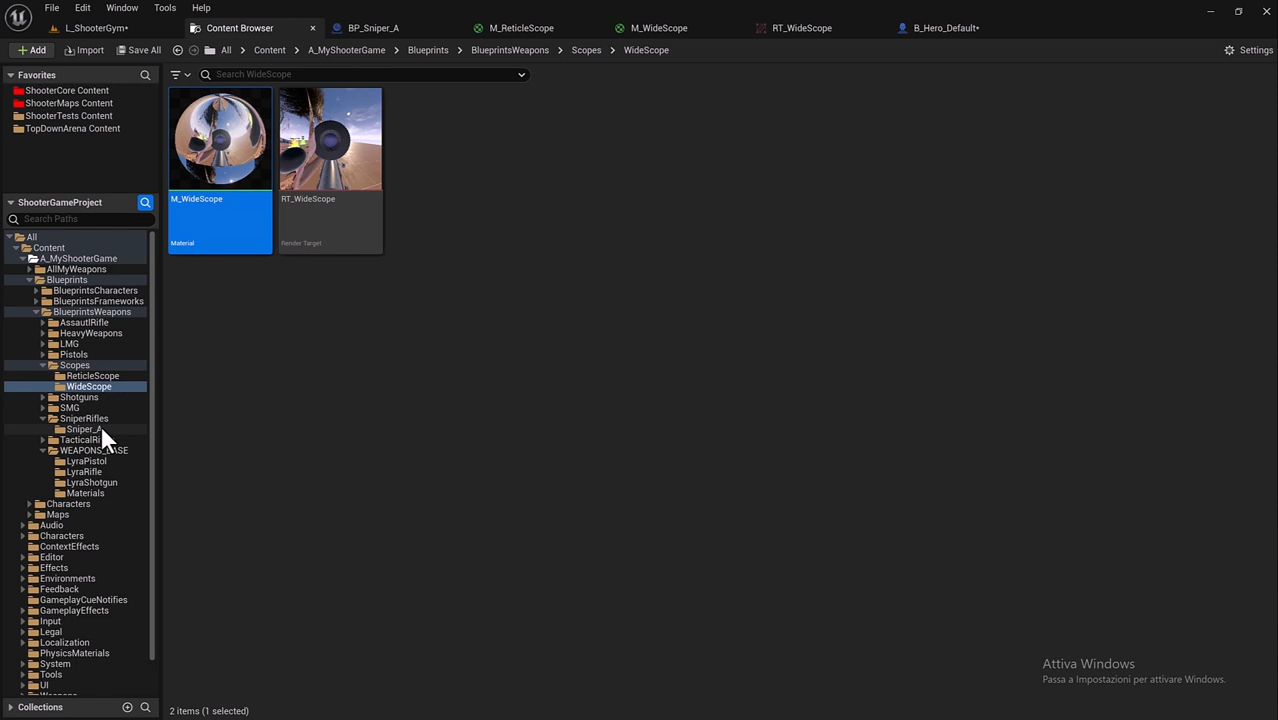 File Edit Window Tools Help
L_ShooterGym•
Content Browser
BP_Sniper_A
M_ReticleScope
M_WideScope
RT_WideScope
B_Hero_Default•
Add
Import
Save All
All
Content
A_MyShooterGame
Blueprints
BlueprintsWeapons
Scopes
WideScope
Settings
Favorites
ShooterCore Content
ShooterMaps Content
ShooterTests Content
TopDownArena Content
ShooterGameProject
Search Paths
All
Content
A_MyShooterGame
AllMyWeapons
Blueprints
BlueprintsCharacters
BlueprintsFrameworks
BlueprintsWeapons
AssautlRifle
HeavyWeapons
LMG
Pistols
Scopes
ReticleScope
WideScope
Shotguns
SMG
SniperRifles
Sniper_A
TacticalRi
WEAPONS_BASE
LyraPistol
LyraRifle
LyraShotgun
Materials
Characters
Maps
Audio
Characters
ContextEffects
Editor
Effects
Environments
Feedback
GameplayCueNotifies
GameplayEffects
Input
Legal
Localization
PhysicsMaterials
System
Tools
UI
Collections
Search WideScope
M_WideScope
Material
RT_WideScope
Render Target
2 items (1 selected)
Attiva Windows
Passa a Impostazioni per attivare Windows.